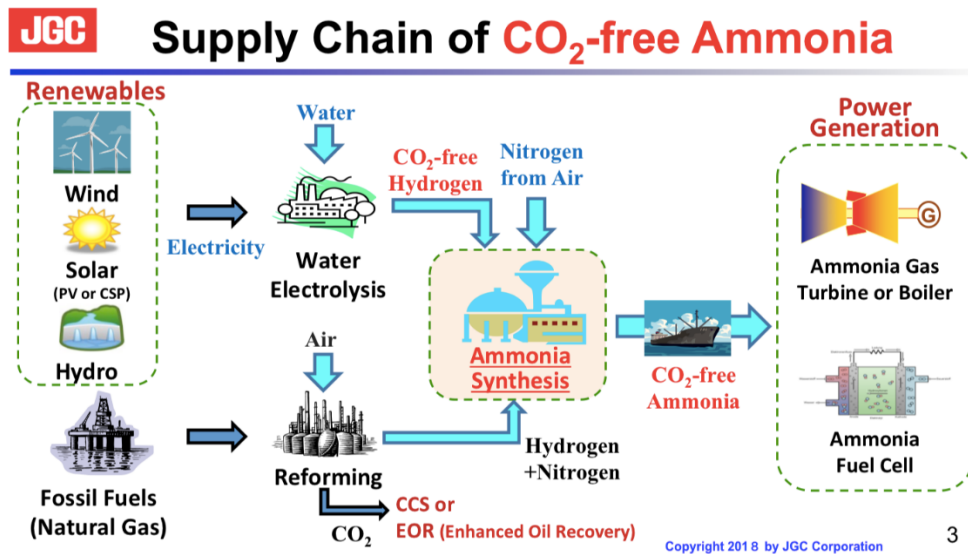 JGC
Supply Chain of CO₂-free Ammonia
Renewables
Wind
Solar
(PV or CSP)
Hydro
Fossil Fuels
(Natural Gas)
Electricity
Water
Water
Electrolysis
Air
Reforming
CO₂
CCS or
EOR (Enhanced Oil Recovery)
CO₂-free
Hydrogen
Nitrogen
from Air
Ammonia
Synthesis
Hydrogen
+Nitrogen
CO₂-free
Ammonia
Power
Generation
G
Ammonia Gas
Turbine or Boiler
Ammonia
Fuel Cell
Copyright 2018 by JGC Corporation
3